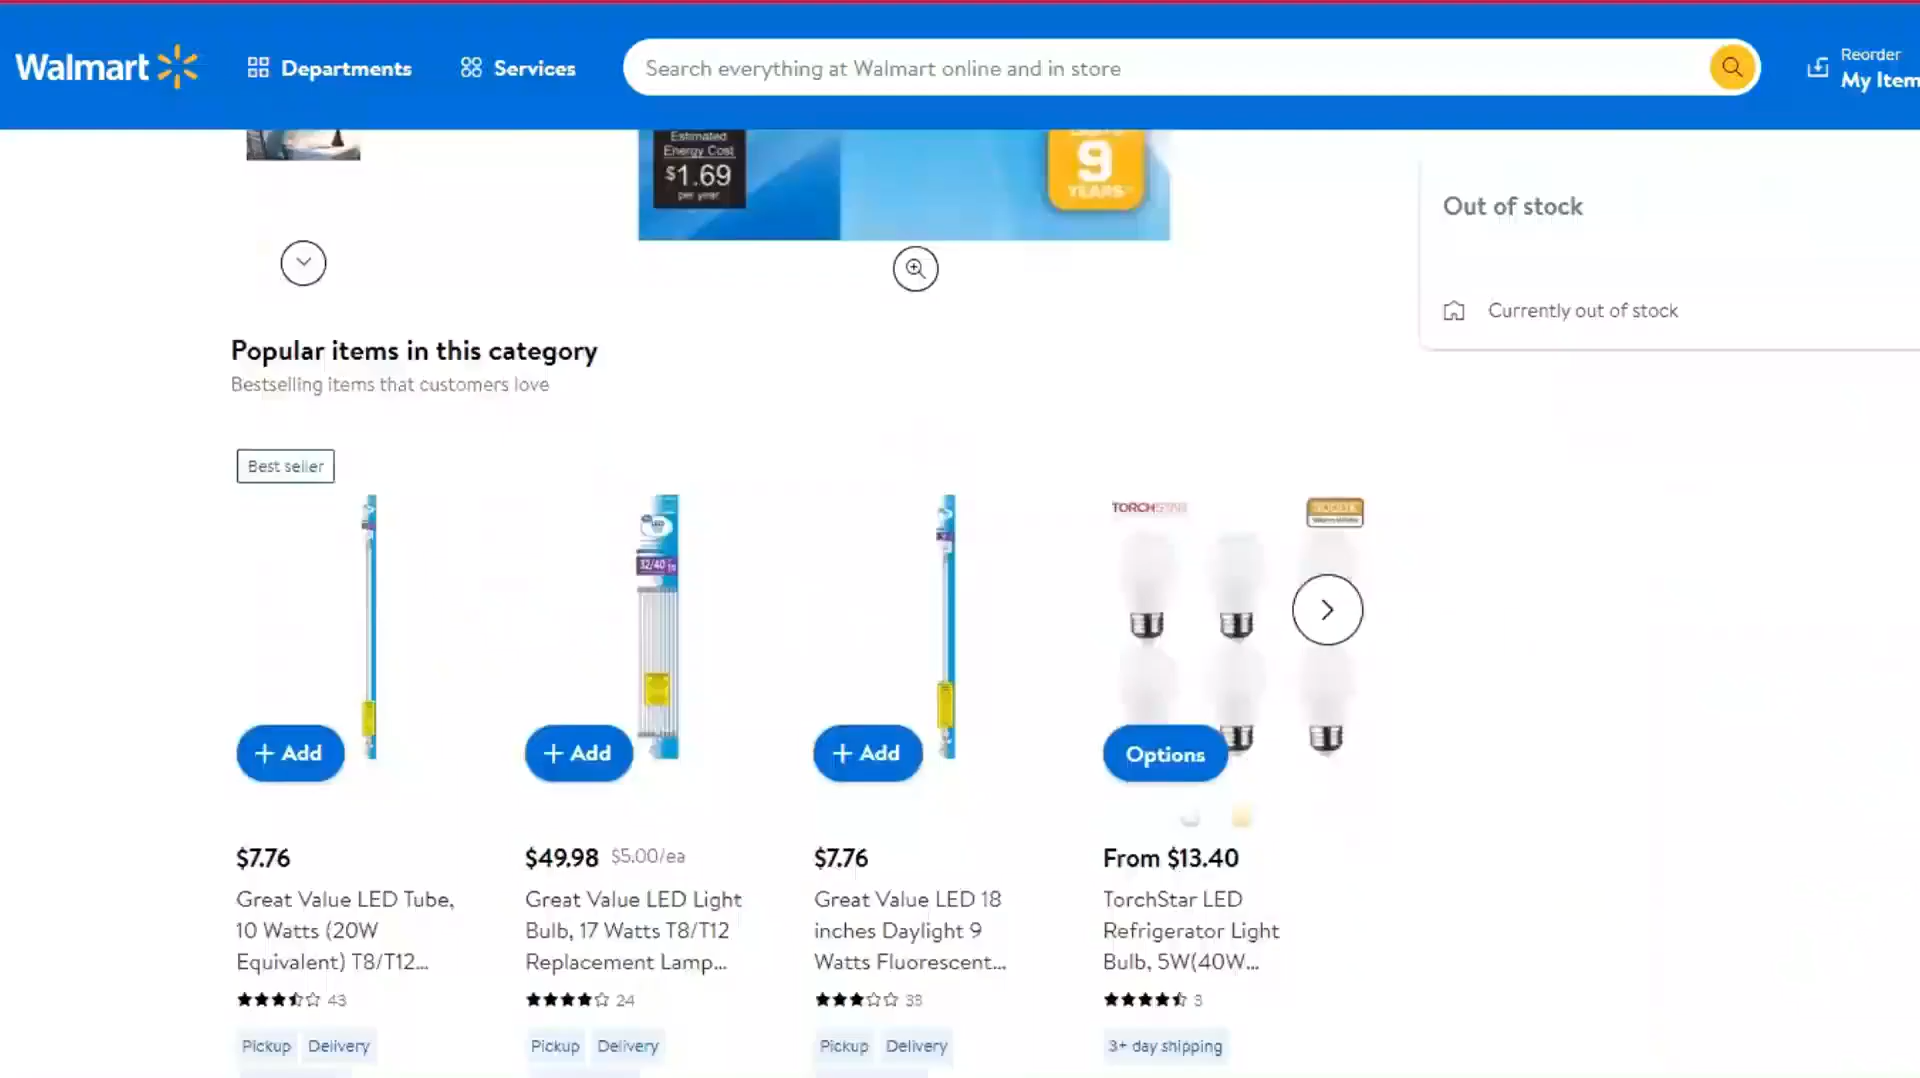 Walmart
Departments
Services
Search everything at Walmart online and in store
Reorder
My Item
Estimated
Energy Cost
$1.69
per year
9
YEARS
Out of stock
Currently out of stock
Popular items in this category
Bestselling items that customers love
Best seller
32/40
TORCHSTAR
+ Add
+ Add
+ Add
Options
$7.76
Great Value LED Tube,
10 Watts (20W
Equivalent) T8/T12...
43
Pickup Delivery
$49.98 $5.00/ea
Great Value LED Light
Bulb, 17 Watts T8/T12
Replacement Lamp...
24
Pickup Delivery
$7.76
Great Value LED 18
inches Daylight 9
Watts Fluorescent...
33
Pickup Delivery
From $13.40
TorchStar LED
Refrigerator Light
Bulb, 5W(40W...
3
3+ day shipping